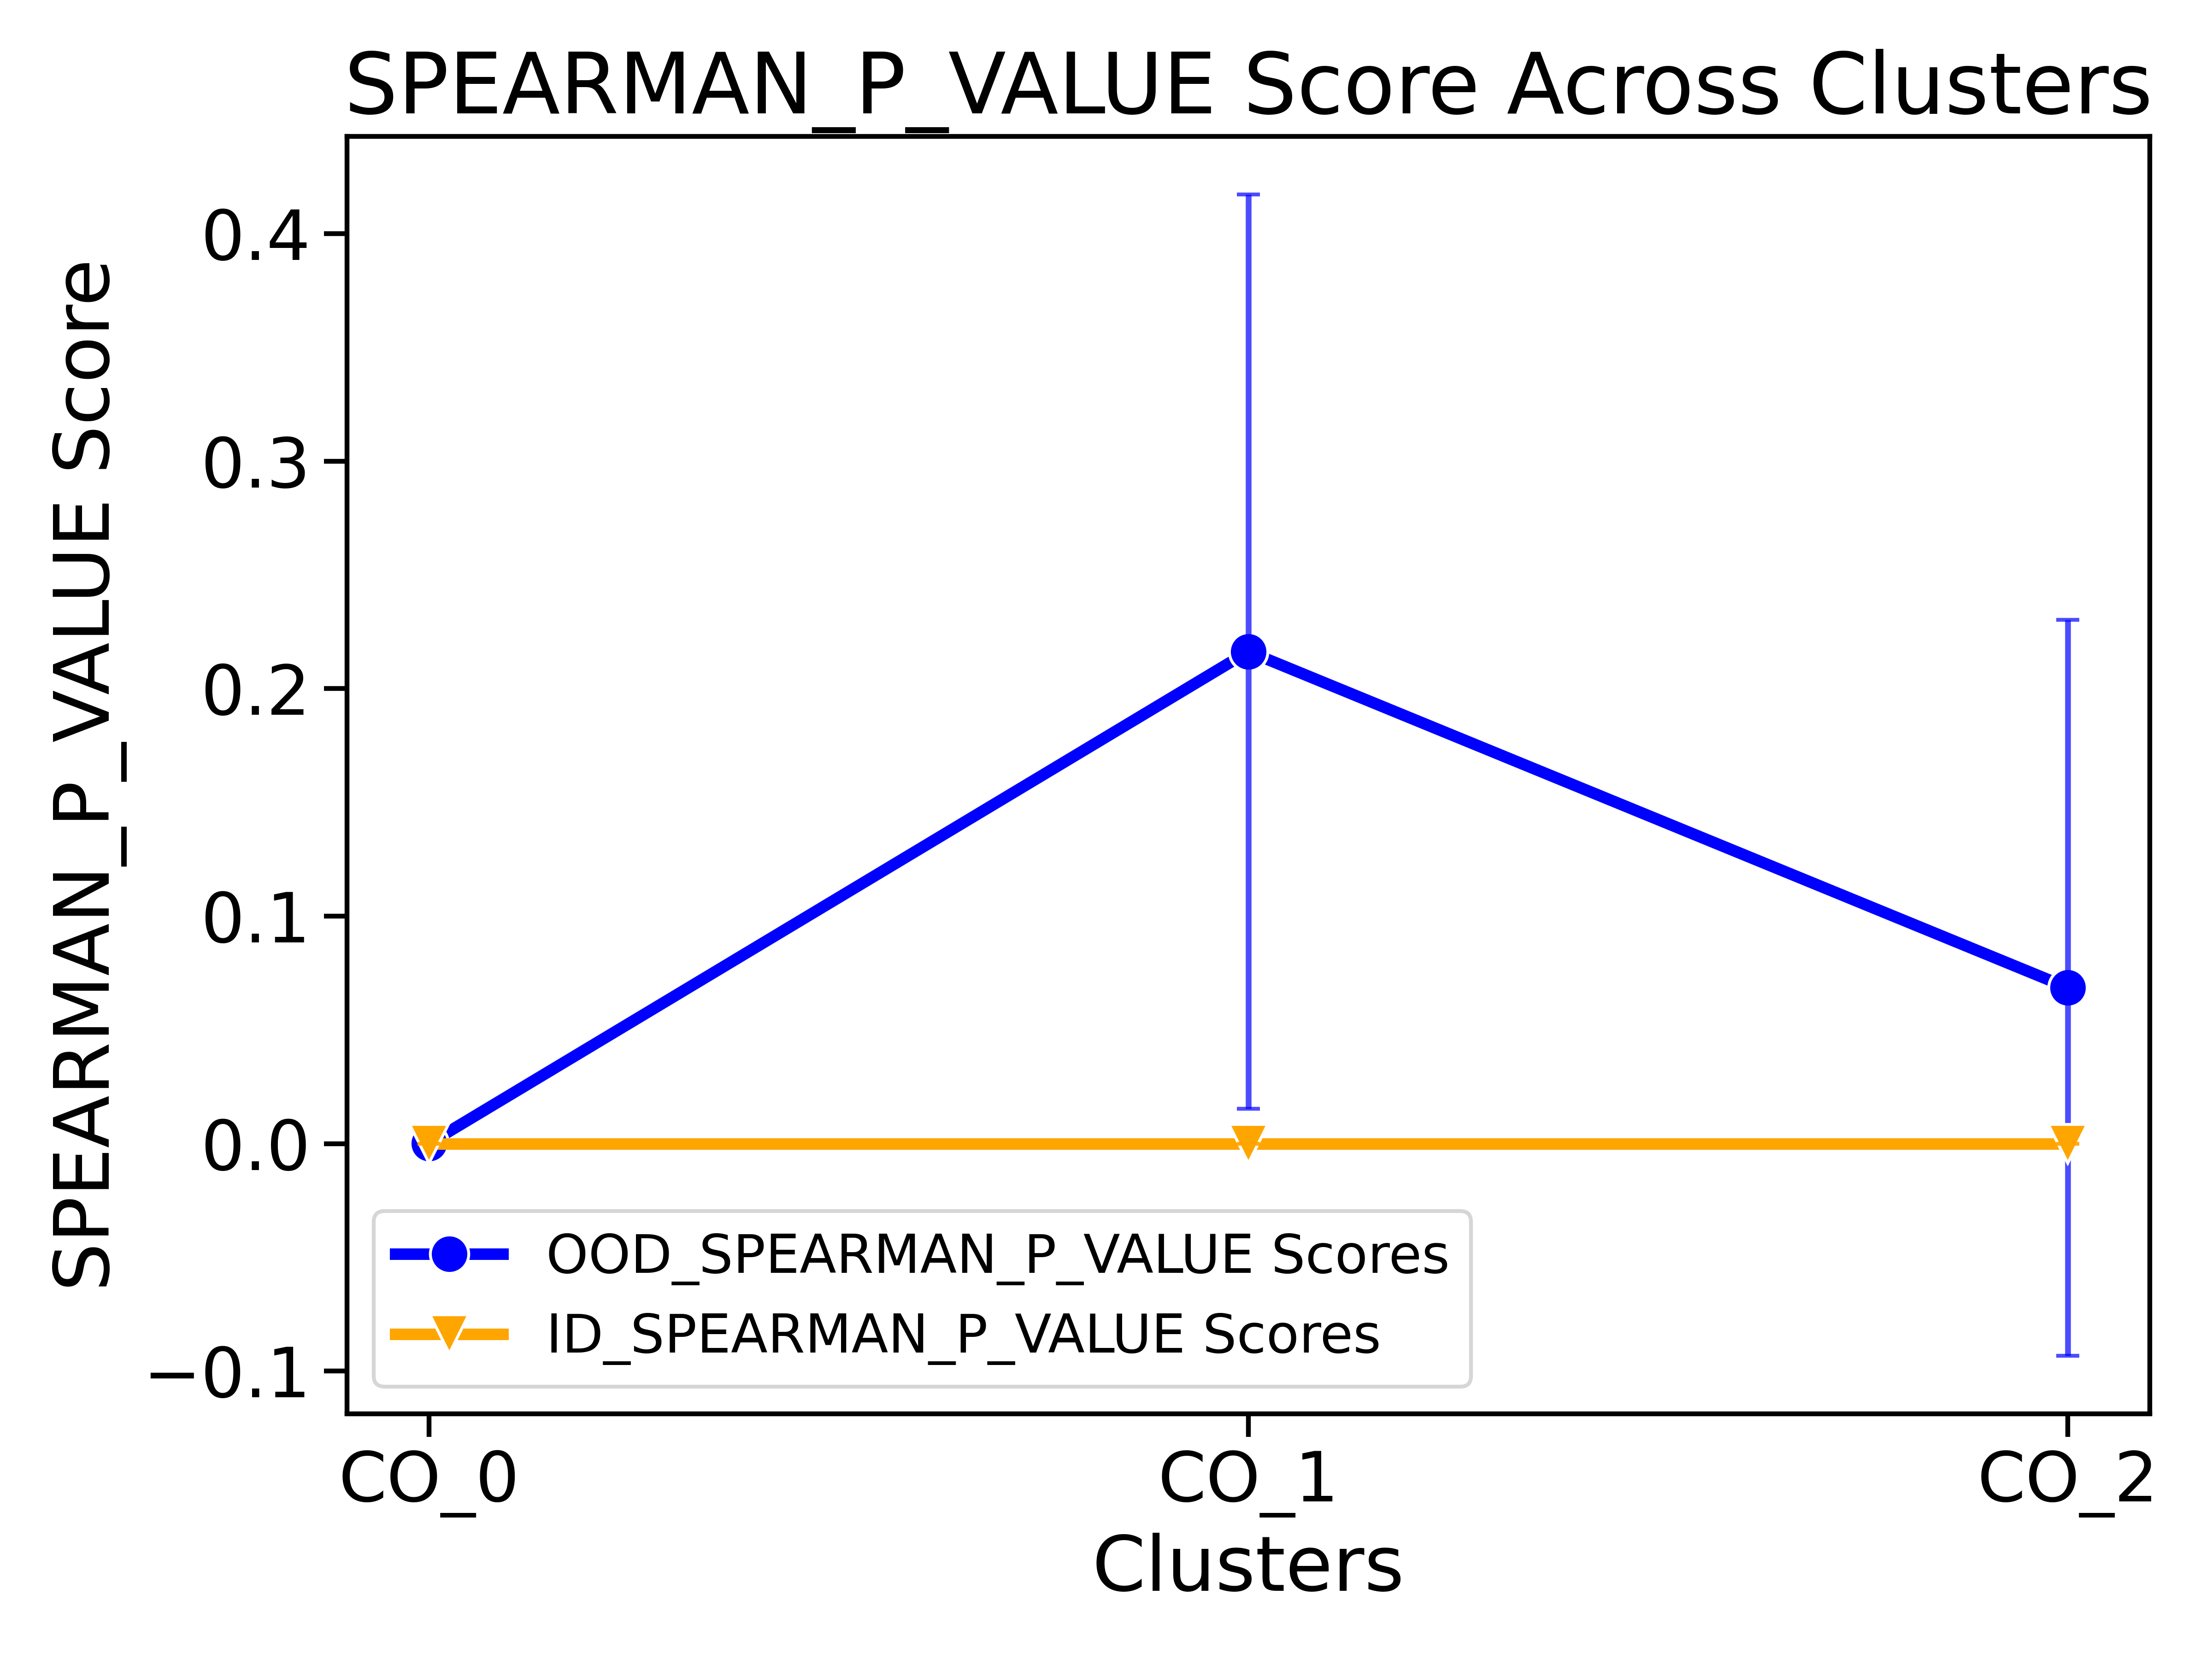 SPEARMAN_P_VALUE Score Across Clusters
SPEARMAN_P_VALUE Score
0.4
0.3
0.2
0.1
0.0
−0.1
OOD_SPEARMAN_P_VALUE Scores
ID_SPEARMAN_P_VALUE Scores
CO_0 CO_1 CO_2
Clusters